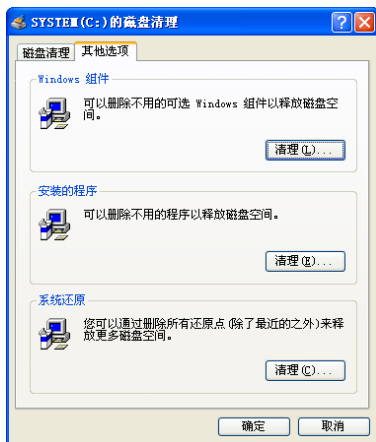 SYSTEM (C:)的磁盘清理
磁盘清理 其他选项
Windows 组件
可以删除不用的可选 Windows 组件以释放磁盘空
间。
清理(L)...
安装的程序
可以删除不用的程序以释放磁盘空间。
清理(E)...
系统还原
您可以通过删除所有还原点(除了最近的之外)来释
放更多磁盘空间。
清理(C)...
确定 取消